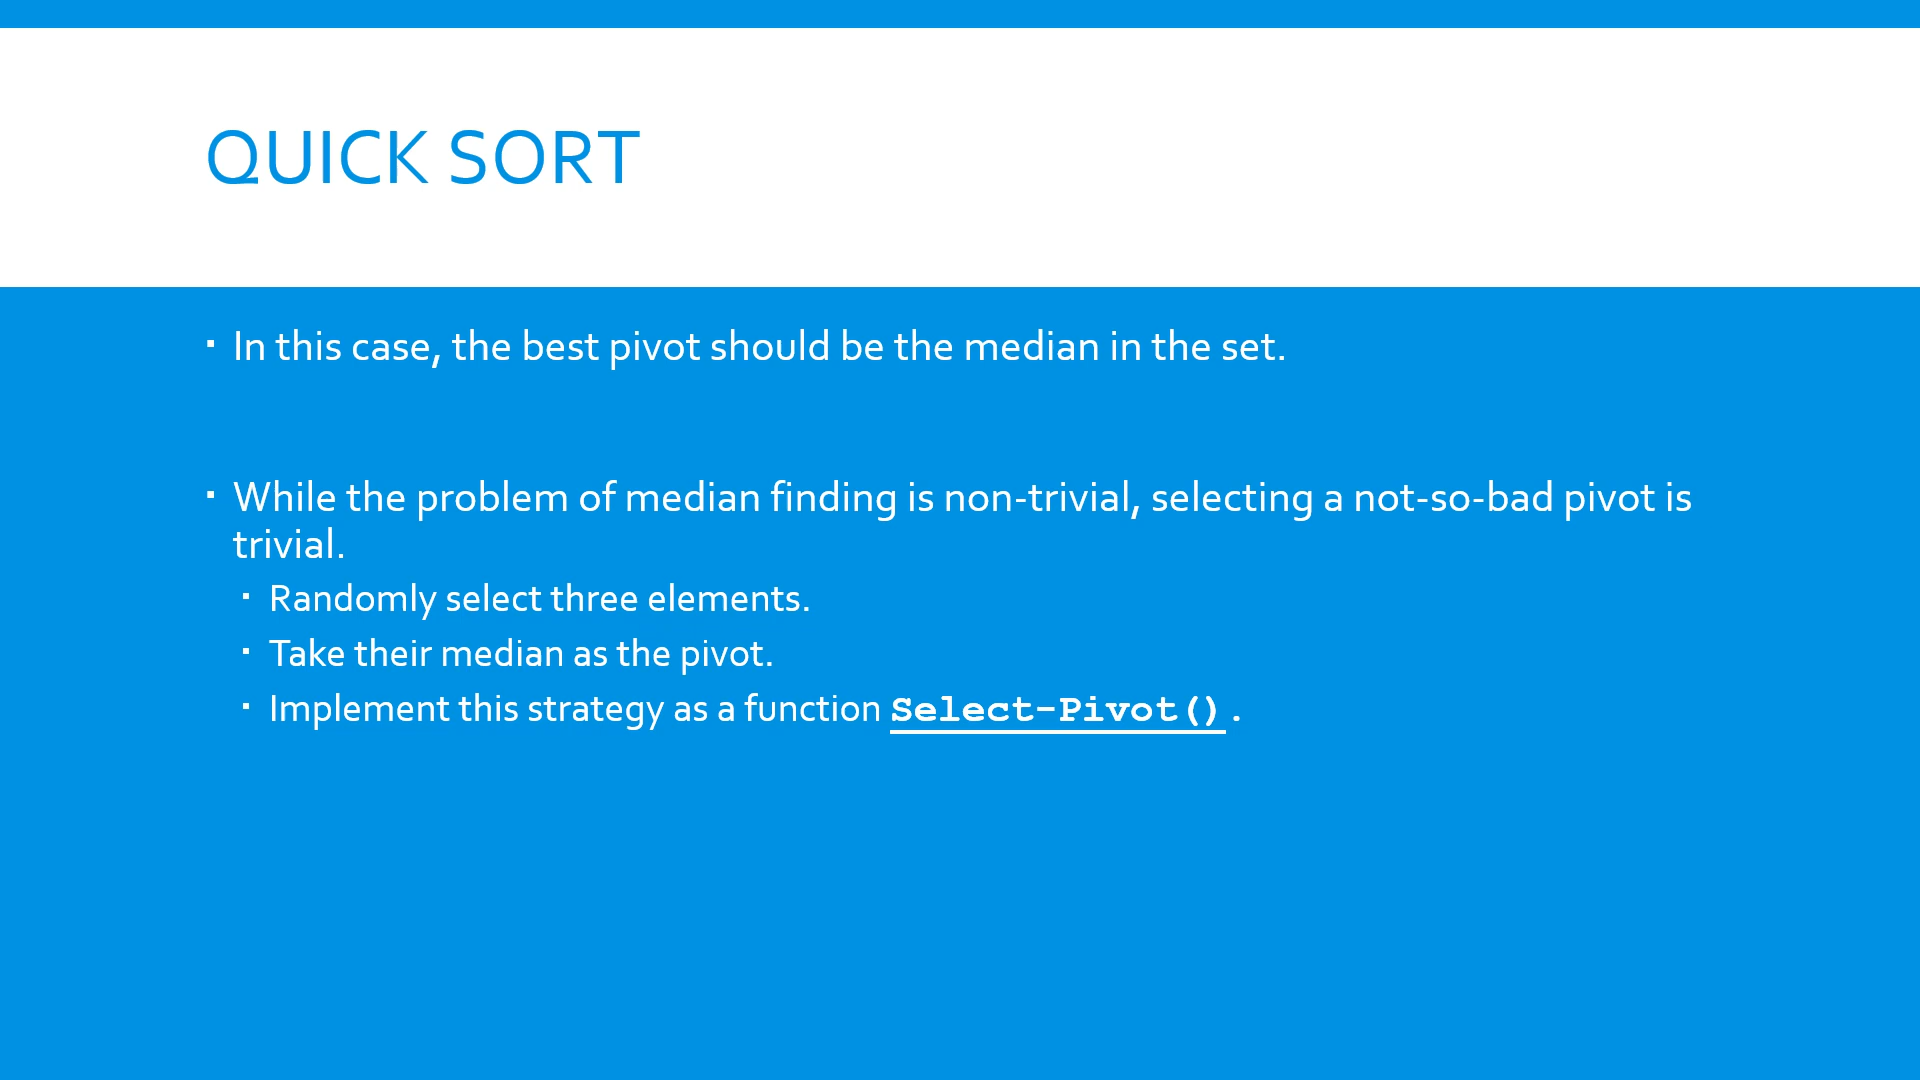 QUICK SORT
▪ In this case, the best pivot should be the median in the set.
▪ While the problem of median finding is non-trivial, selecting a not-so-bad pivot is
trivial.
▪ Randomly select three elements.
▪ Take their median as the pivot.
▪ Implement this strategy as a function Select-Pivot().